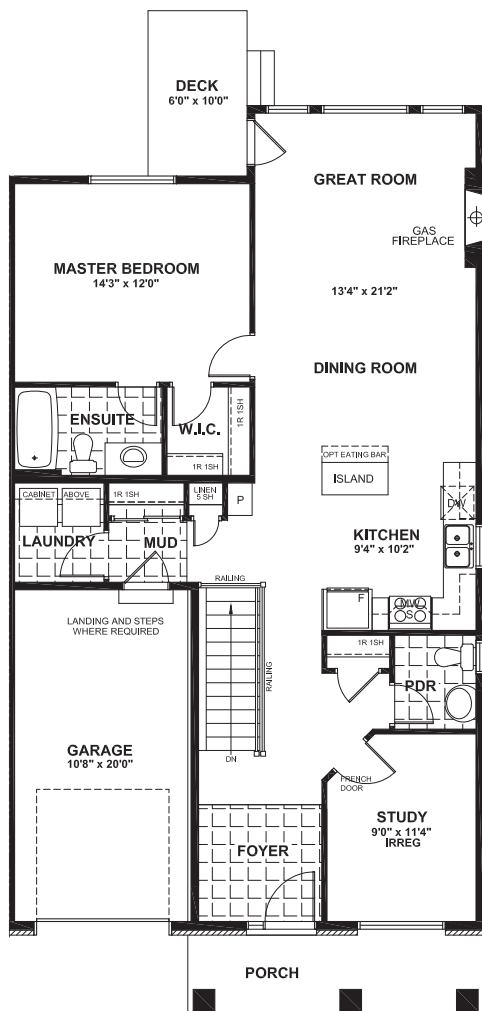 DECK
6'0" x 10'0"
GREAT ROOM
GAS
FIREPLACE
MASTER BEDROOM
14'3" x 12'0"
13'4" x 21'2"
DINING ROOM
ENSUITE
W.I.C.
1R 1SH
1R 1SH
OPT EATING BAR
ISLAND
CABINET
ABOVE
1R 1SH
LINEN
5 SH
P
DW
LAUNDRY
MUD
KITCHEN
9'4" x 10'2"
RAILING
F
MW
S
LANDING AND STEPS
WHERE REQUIRED
1R 1SH
RAILING
PDR
GARAGE
10'8" x 20'0"
DN
FRENCH
DOOR
STUDY
9'0" x 11'4"
IRREG
FOYER
PORCH